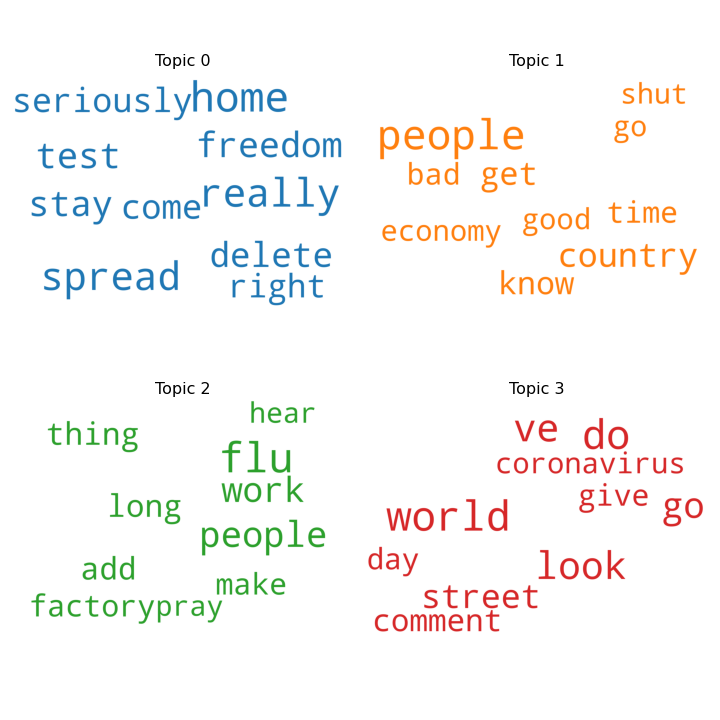 Topic 0
seriously home
test freedom
stay come really
spread delete
right
Topic 1
shut
people go
bad get
economy good time
know country
Topic 2
hear
thing flu
work
long people
add make
factorypray
Topic 3
ve do
coronavirus
world give go
day look
street
comment